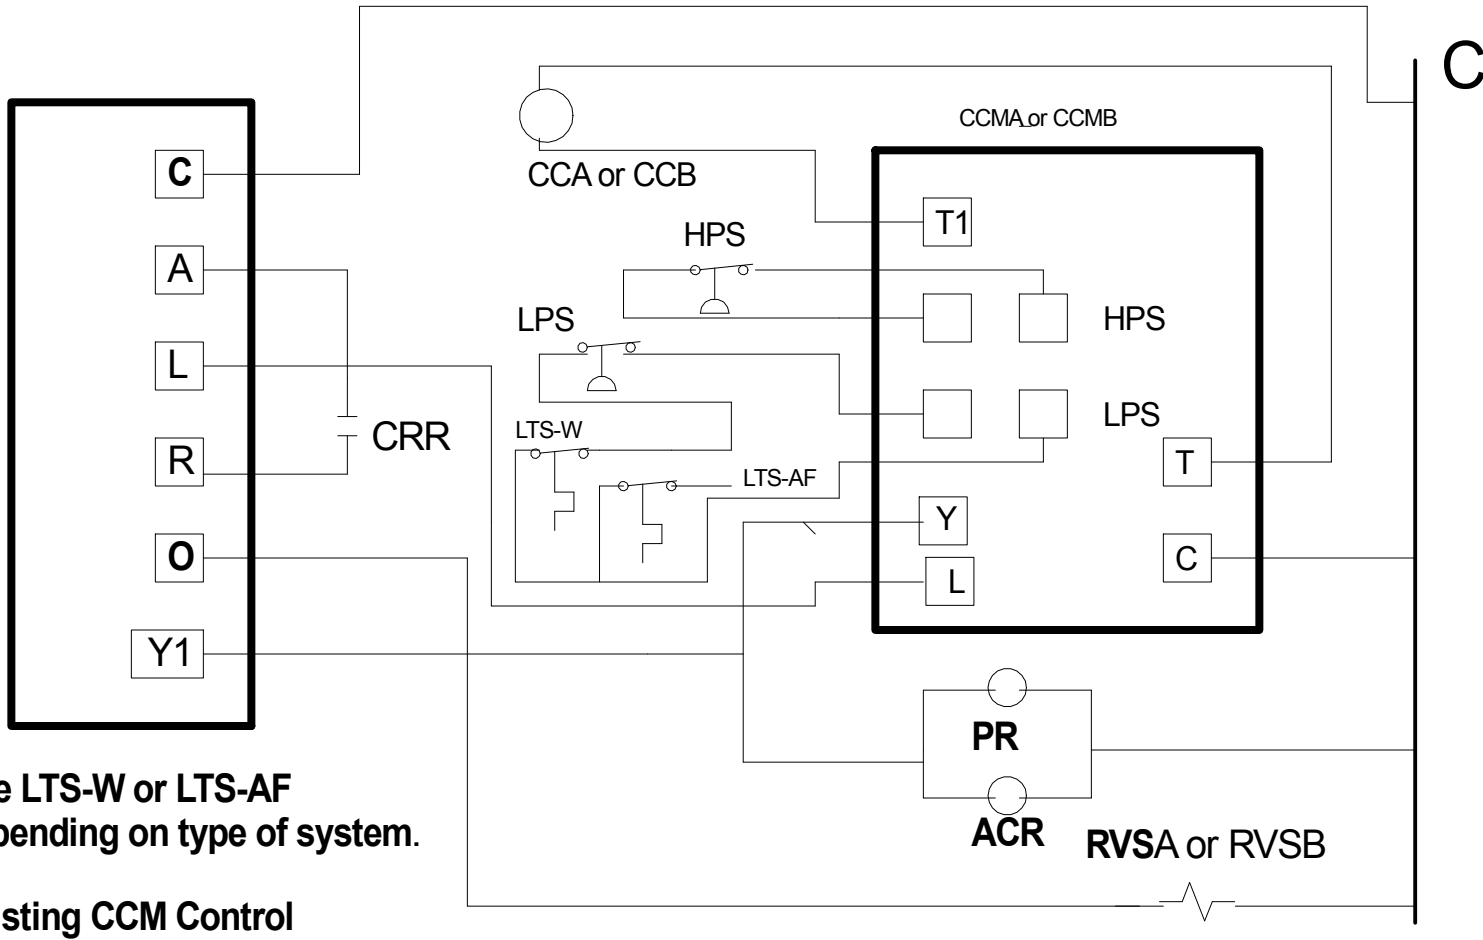 C
CCMA or CCMB
C
CCA or CCB
T1
HPS
A
LPS
HPS
L
LPS
LTS-W
CRR
R
T
LTS-AF
Y
O
C
L
Y1
PR
e LTS-W or LTS-AF
pending on type of system.
ACR
RVSA or RVSB
sting CCM Control